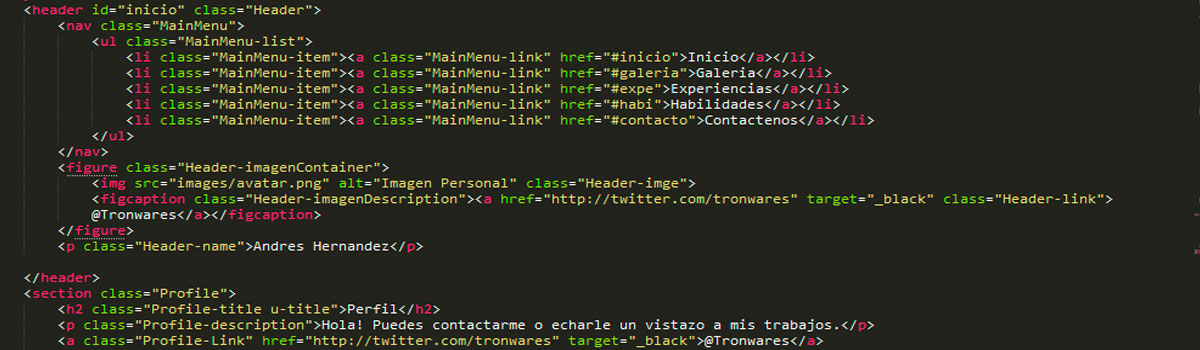 <header id="inicio" class="Header">
<nav class="MainMenu">
<ul class="MainMenu-list">
<li class="MainMenu-item"><a class="MainMenu-link" href="#inicio">Inicio</a></li>
<li class="MainMenu-item"><a class="MainMenu-link" href="#galeria">Galeria</a></li>
<li class="MainMenu-item"><a class="MainMenu-link" href="#expe">Experiencias</a></li>
<li class="MainMenu-item"><a class="MainMenu-link" href="#habi">Habilidades</a></li>
<li class="MainMenu-item"><a class="MainMenu-link" href="#contacto">Contactenos</a></li>
</ul>
</nav>
<figure class="Header-imagenContainer">
<img src="images/avatar.png" alt="Imagen Personal" class="Header-imge">
<figcaption class="Header-imagenDescription"><a href="http://twitter.com/tronwares" target="_black" class="Header-link">
@Tronwares</a></figcaption>
</figure>
<p class="Header-name">Andres Hernandez</p>
</header>
<section class="Profile">
<h2 class="Profile-title u-title">Perfil</h2>
<p class="Profile-description">Hola! Puedes contactarme o echarle un vistazo a mis trabajos.</p>
<a class="Profile-Link" href="http://twitter.com/tronwares" target="_black">@Tronwares</a>